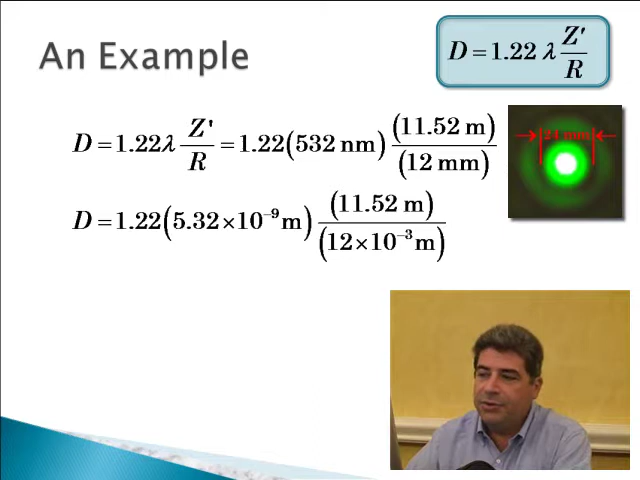 An Example
D = 1.22 λ Z' / R
D = 1.22λ Z' / R = 1.22(532 nm) (11.52 m) / (12 mm)
24 mm
D = 1.22(5.32×10⁻⁹ m) (11.52 m) / (12×10⁻³ m)